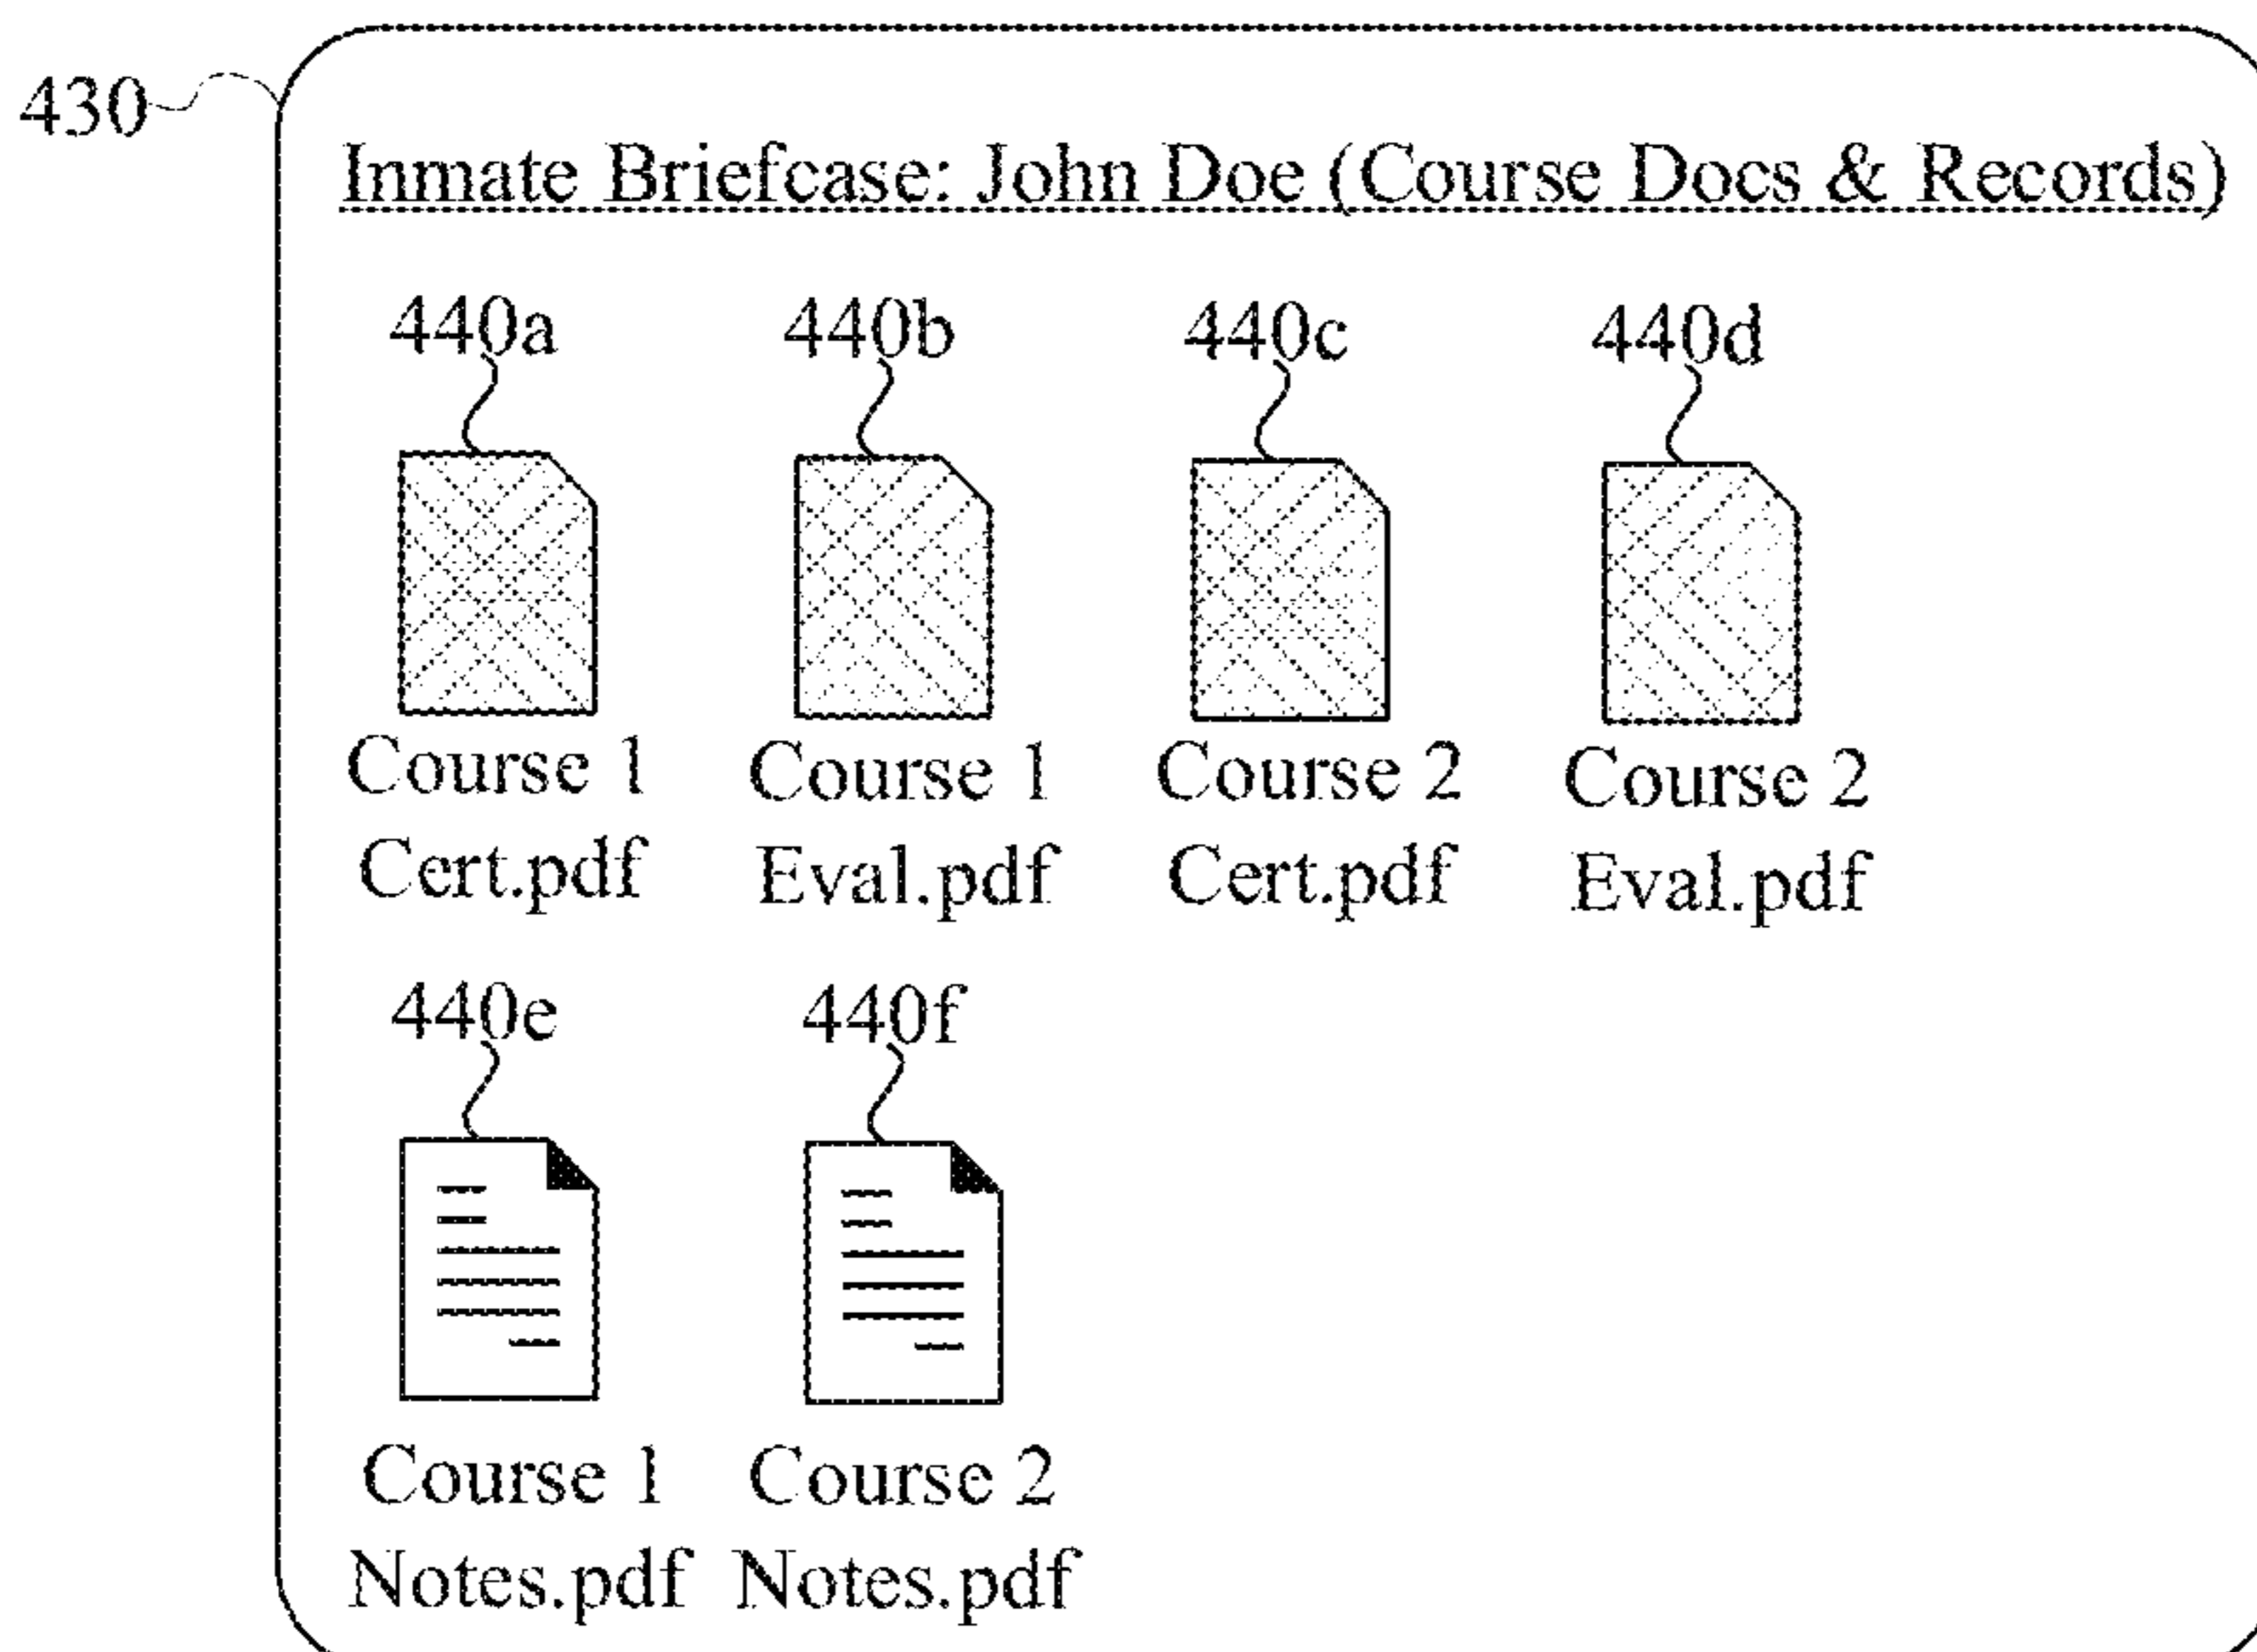 430
Inmate Briefcase: John Doe (Course Docs & Records)
440a 440b 440c 440d
Course 1 Course 1 Course 2 Course 2
Cert.pdf Eval.pdf Cert.pdf Eval.pdf
440e 440f
Course 1 Course 2
Notes.pdf Notes.pdf